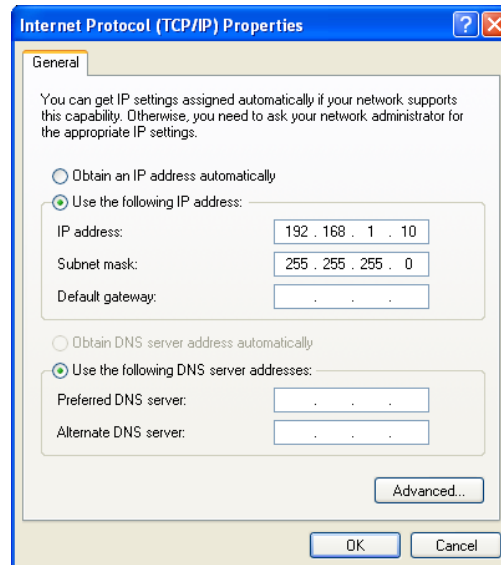 Internet Protocol (TCP/IP) Properties
General
You can get IP settings assigned automatically if your network supports
this capability. Otherwise, you need to ask your network administrator for
the appropriate IP settings.
Obtain an IP address automatically
Use the following IP address:
IP address: 192 . 168 . 1 . 10
Subnet mask: 255 . 255 . 255 . 0
Default gateway: . . .
Obtain DNS server address automatically
Use the following DNS server addresses:
Preferred DNS server: . . .
Alternate DNS server: . . .
Advanced...
OK Cancel